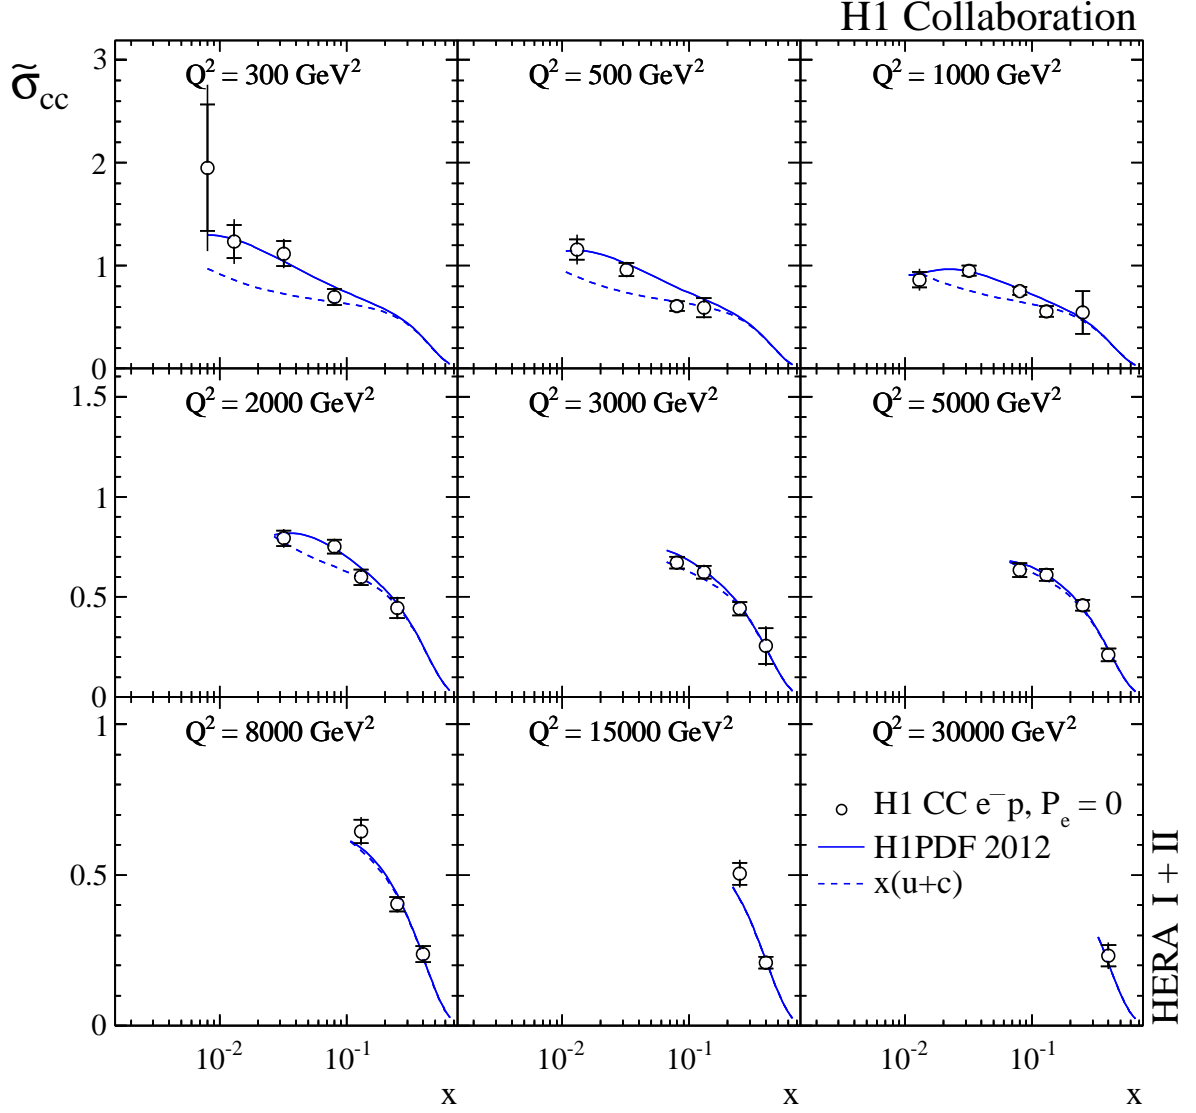 H1 Collaboration
σ̃cc
Q² = 300 GeV²
Q² = 500 GeV²
Q² = 1000 GeV²
3
2
1
0
Q² = 2000 GeV²
Q² = 3000 GeV²
Q² = 5000 GeV²
1.5
1
0.5
0
Q² = 8000 GeV²
Q² = 15000 GeV²
Q² = 30000 GeV²
1
0.5
0
H1 CC e⁻p, Pₑ = 0
H1PDF 2012
x(u+c)
10⁻² 10⁻¹
10⁻² 10⁻¹
10⁻² 10⁻¹
x
x
x
HERA I + II